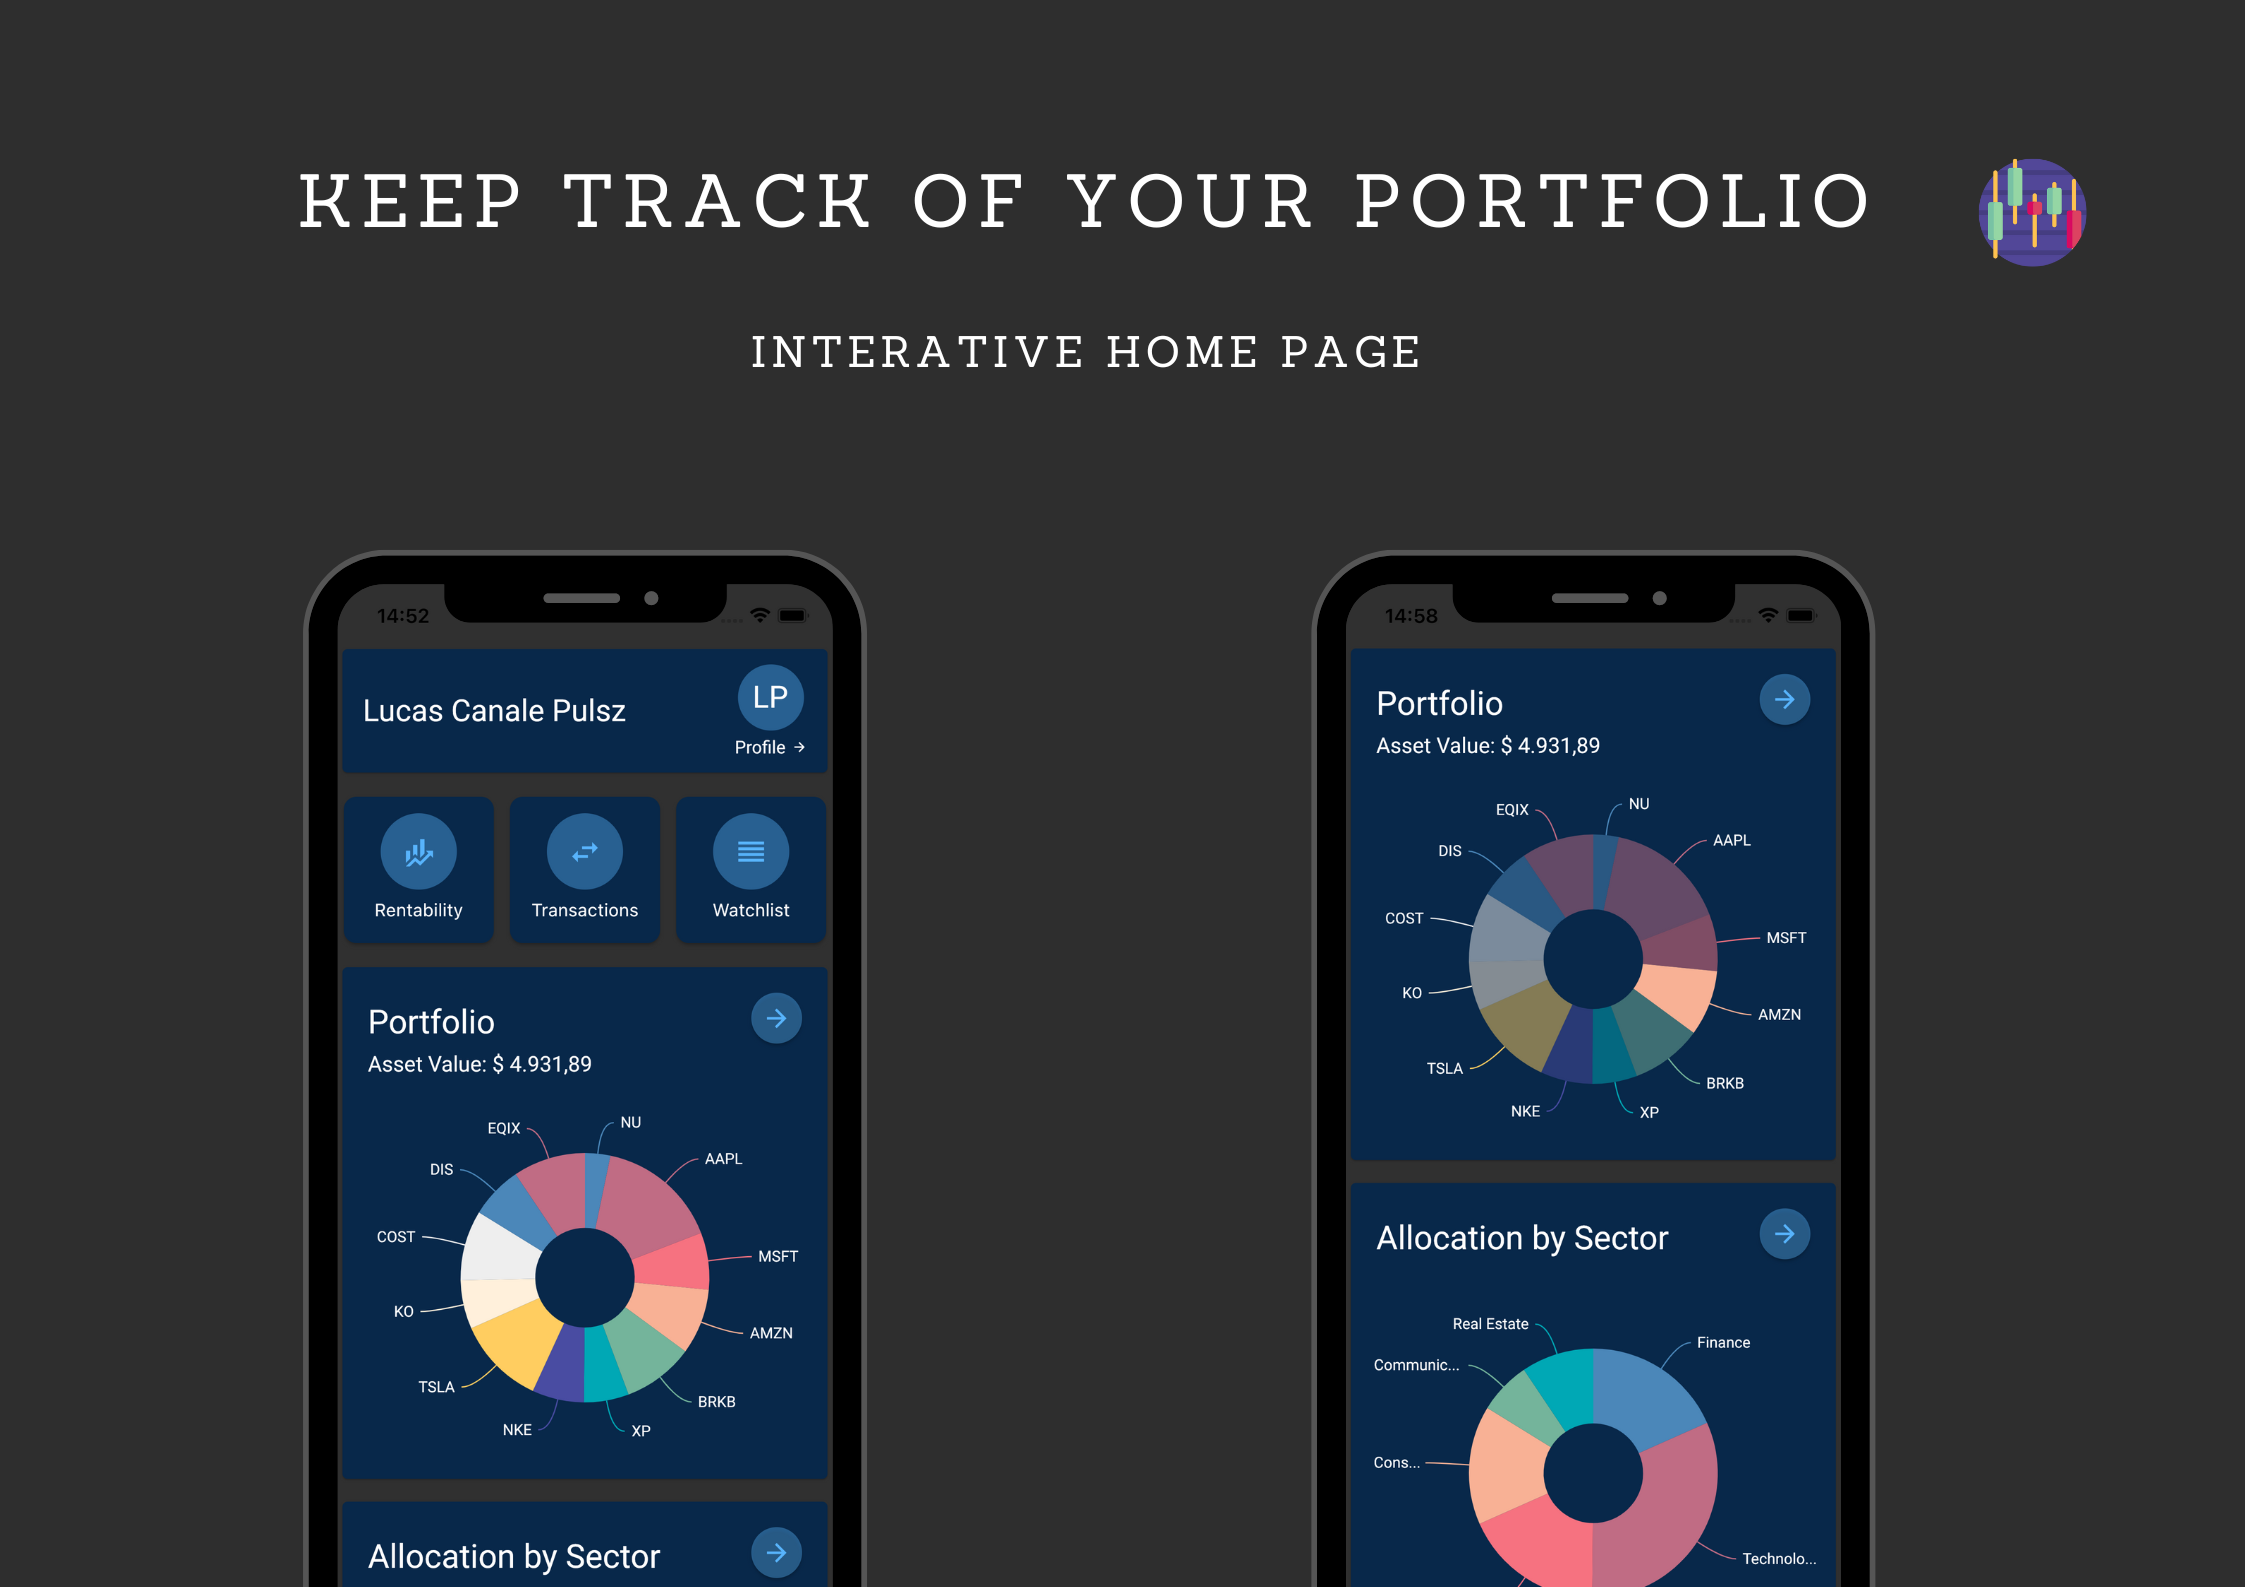 KEEP TRACK OF YOUR PORTFOLIO
INTERATIVE HOME PAGE
14:52
Lucas Canale Pulsz
LP
Profile →
Rentability
Transactions
Watchlist
Portfolio
Asset Value: $ 4.931,89
EQIX
NU
DIS
AAPL
COST
MSFT
KO
AMZN
TSLA
BRKB
NKE
XP
Allocation by Sector
14:58
Portfolio
Asset Value: $ 4.931,89
EQIX
NU
DIS
AAPL
COST
MSFT
KO
AMZN
TSLA
BRKB
NKE
XP
Allocation by Sector
Real Estate
Finance
Communic...
Cons...
Technolo...